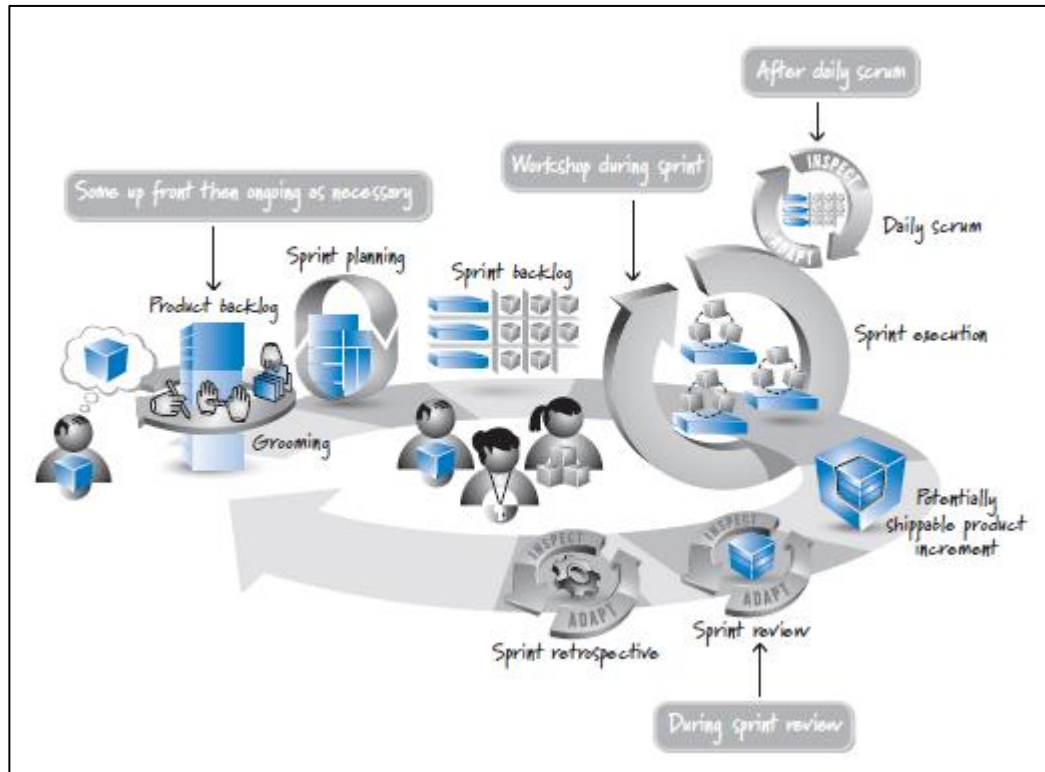 After daily scrum
Workshop during sprint
Some up front then ongoing as necessary
INSPECT
ADAPT
Daily scrum
Sprint planning
Sprint backlog
Product backlog
Sprint execution
Grooming
Potentially
shippable product
increment
INSPECT
ADAPT
INSPECT
ADAPT
Sprint review
Sprint retrospective
During sprint review